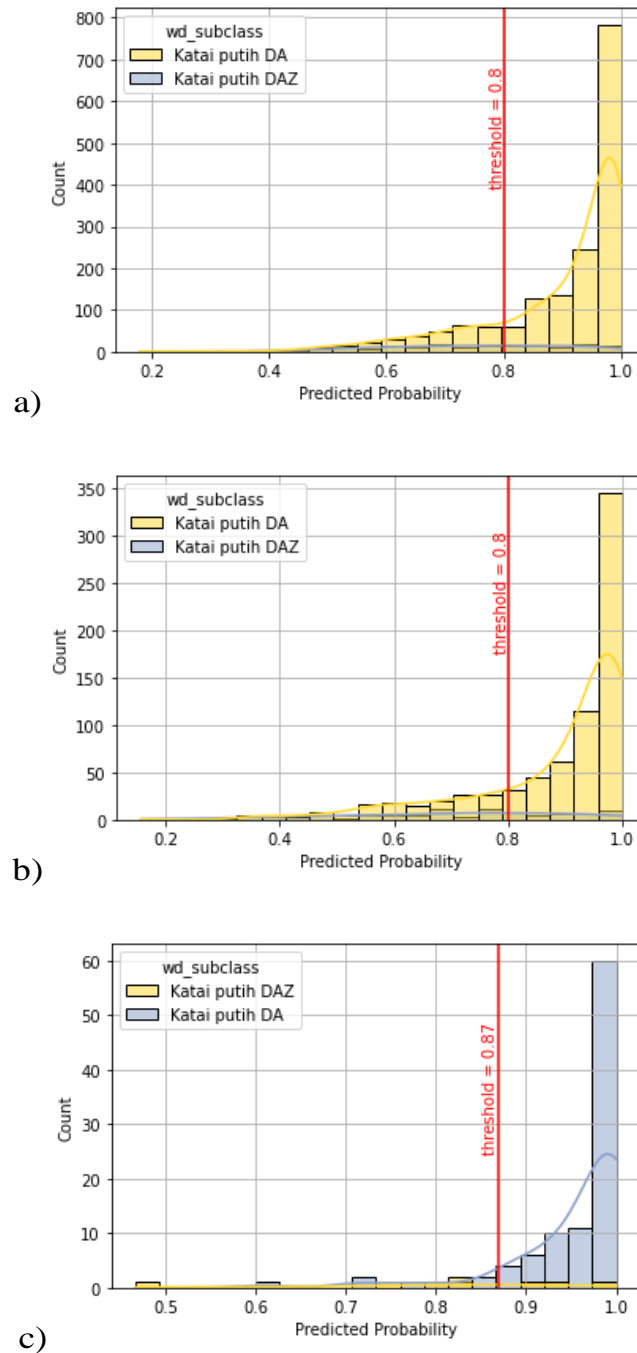 wd_subclass
Katai putih DA
Katai putih DAZ
threshold = 0.8
Count
800
700
600
500
400
300
200
100
0
0.2 0.4 0.6 0.8 1.0
Predicted Probability
a)
wd_subclass
Katai putih DA
Katai putih DAZ
threshold = 0.8
Count
350
300
250
200
150
100
50
0
0.2 0.4 0.6 0.8 1.0
Predicted Probability
b)
wd_subclass
Katai putih DAZ
Katai putih DA
threshold = 0.87
Count
60
50
40
30
20
10
0
0.5 0.6 0.7 0.8 0.9 1.0
Predicted Probability
c)